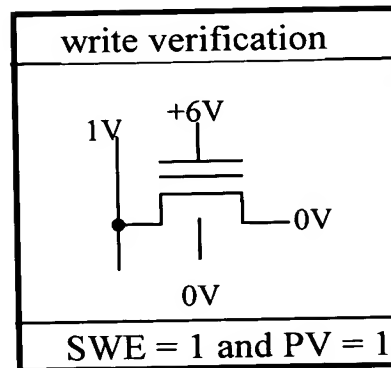 write verification
+6V
1V
0V
0V
SWE = 1 and PV = 1